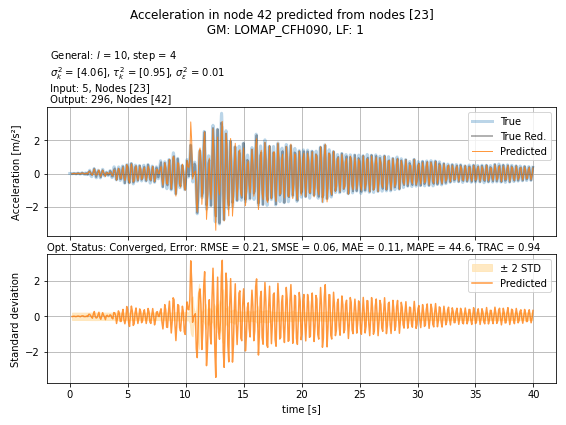 Acceleration in node 42 predicted from nodes [23]
GM: LOMAP_CFH090, LF: 1
General: l = 10, step = 4
σ²ₖ = [4.06], τ²ₖ = [0.95], σ²ε = 0.01
Input: 5, Nodes [23]
Output: 296, Nodes [42]
Acceleration [m/s²]
2
0
−2
True
True Red.
Predicted
Opt. Status: Converged, Error: RMSE = 0.21, SMSE = 0.06, MAE = 0.11, MAPE = 44.6, TRAC = 0.94
Standard deviation
2
0
−2
± 2 STD
Predicted
0 5 10 15 20 25 30 35 40
time [s]